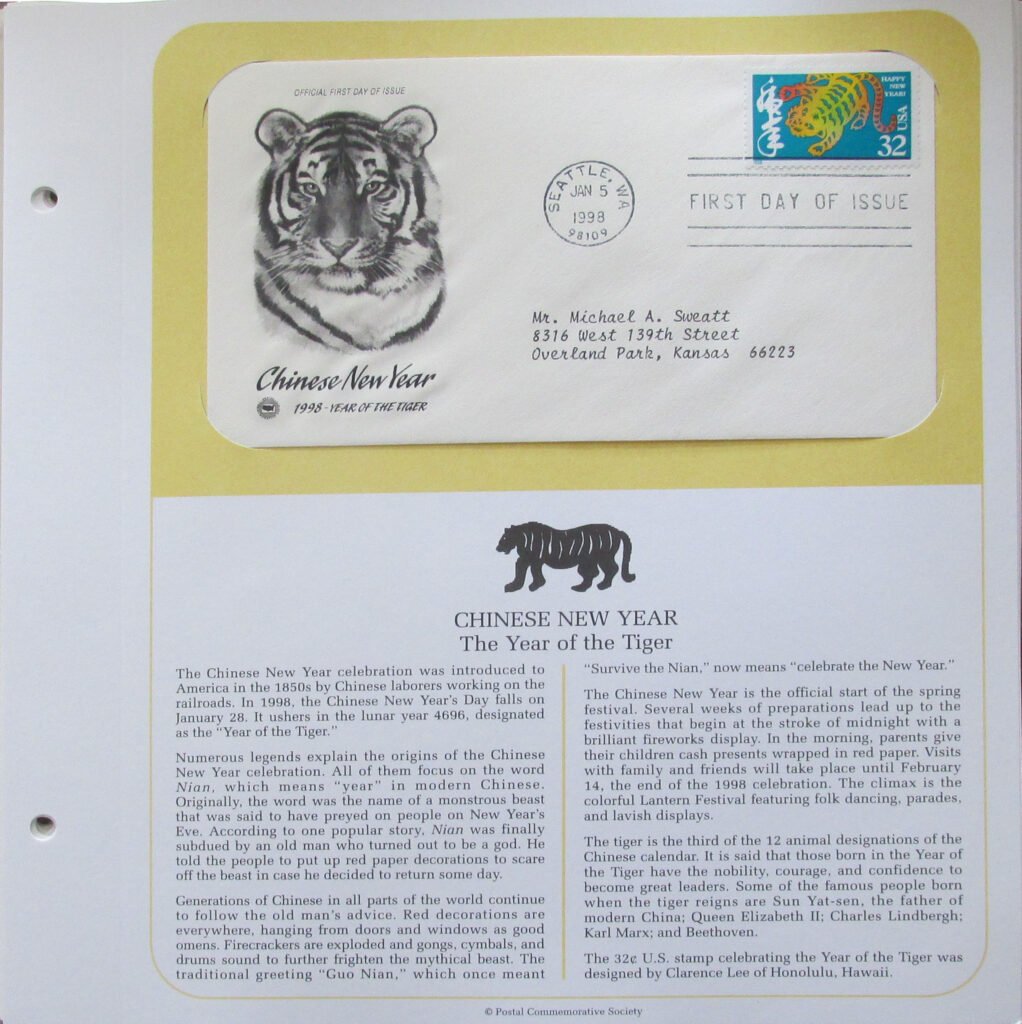 OFFICIAL FIRST DAY OF ISSUE
HAPPY
NEW
YEAR!
USA
32
SEATTLE, WA
JAN 5
1998
98109
FIRST DAY OF ISSUE
Mr. Michael A. Sweatt
8316 West 139th Street
Overland Park, Kansas 66223
Chinese New Year
1998 - YEAR OF THE TIGER
CHINESE NEW YEAR
The Year of the Tiger
The Chinese New Year celebration was introduced to
America in the 1850s by Chinese laborers working on the
railroads. In 1998, the Chinese New Year's Day falls on
January 28. It ushers in the lunar year 4696, designated
as the "Year of the Tiger."
Numerous legends explain the origins of the Chinese
New Year celebration. All of them focus on the word
Nian, which means "year" in modern Chinese.
Originally, the word was the name of a monstrous beast
that was said to have preyed on people on New Year's
Eve. According to one popular story, Nian was finally
subdued by an old man who turned out to be a god. He
told the people to put up red paper decorations to scare
off the beast in case he decided to return some day.
Generations of Chinese in all parts of the world continue
to follow the old man's advice. Red decorations are
everywhere, hanging from doors and windows as good
omens. Firecrackers are exploded and gongs, cymbals, and
drums sound to further frighten the mythical beast. The
traditional greeting "Guo Nian," which once meant
"Survive the Nian," now means "celebrate the New Year."
The Chinese New Year is the official start of the spring
festival. Several weeks of preparations lead up to the
festivities that begin at the stroke of midnight with a
brilliant fireworks display. In the morning, parents give
their children cash presents wrapped in red paper. Visits
with family and friends will take place until February
14, the end of the 1998 celebration. The climax is the
colorful Lantern Festival featuring folk dancing, parades,
and lavish displays.
The tiger is the third of the 12 animal designations of the
Chinese calendar. It is said that those born in the Year of
the Tiger have the nobility, courage, and confidence to
become great leaders. Some of the famous people born
when the tiger reigns are Sun Yat-sen, the father of
modern China; Queen Elizabeth II; Charles Lindbergh;
Karl Marx; and Beethoven.
The 32¢ U.S. stamp celebrating the Year of the Tiger was
designed by Clarence Lee of Honolulu, Hawaii.
© Postal Commemorative Society